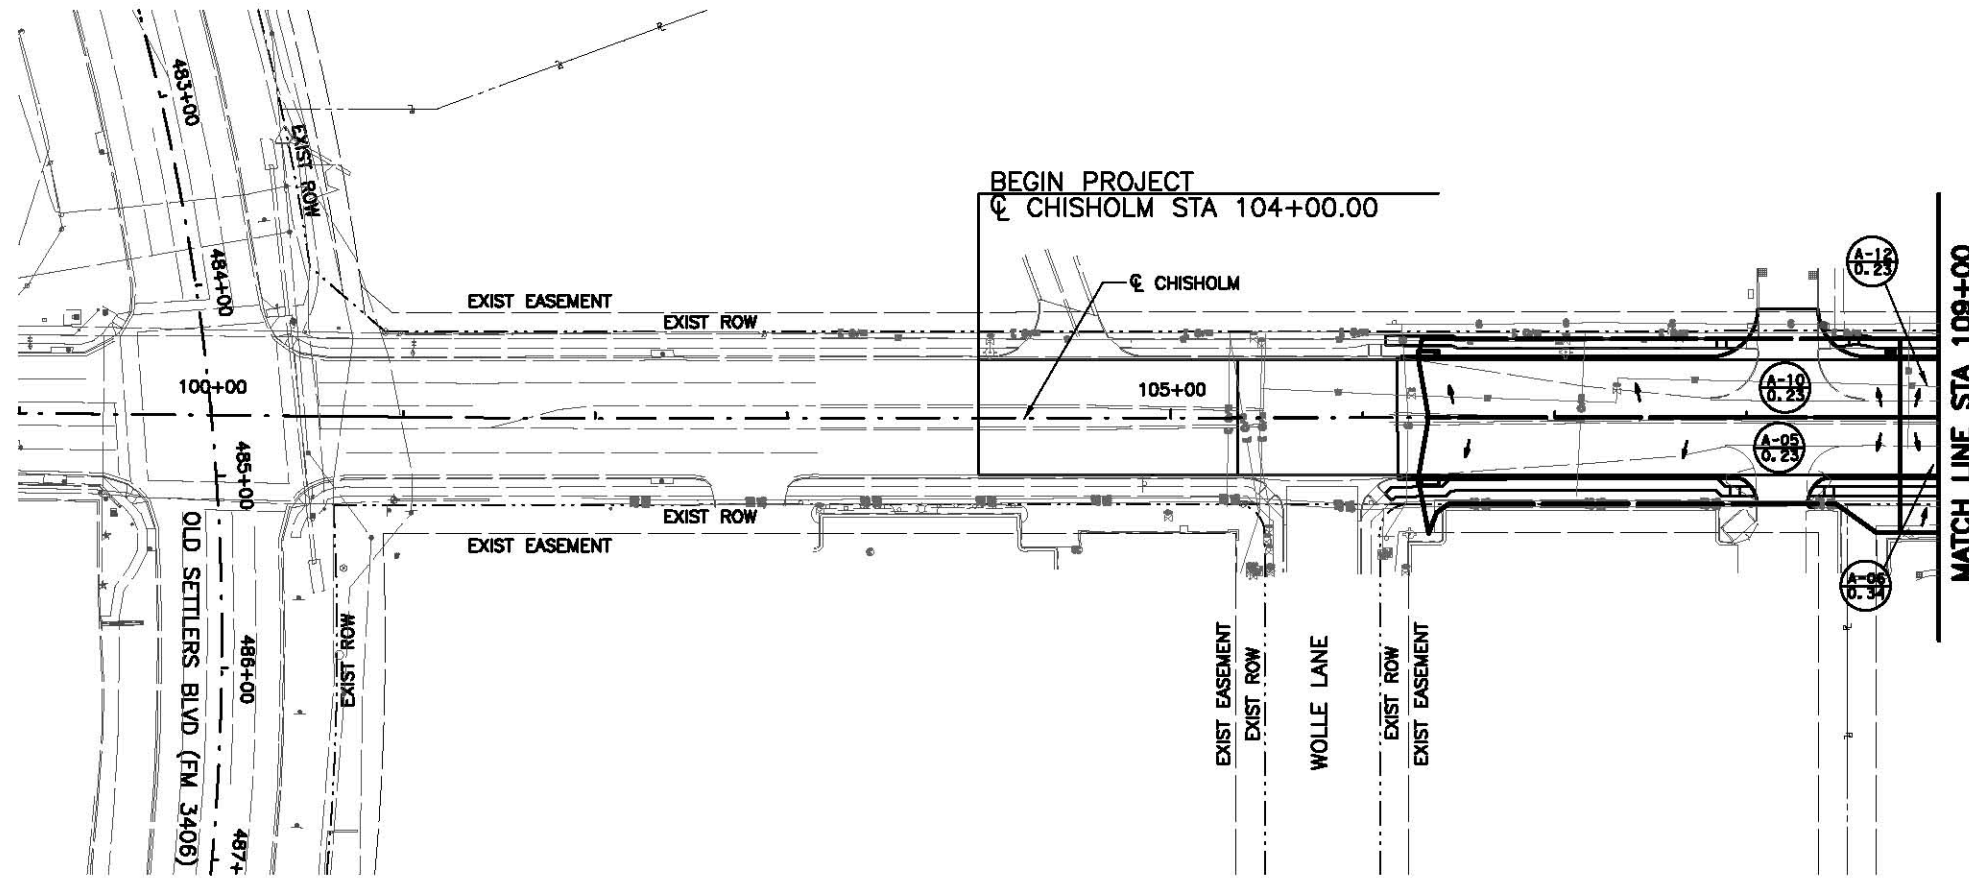 483+00
EXIST ROW
484+00
BEGIN PROJECT
℄ CHISHOLM STA 104+00.00
A-12
0.23
℄ CHISHOLM
EXIST EASEMENT
EXIST ROW
100+00
105+00
A-10
0.23
MATCH LINE STA 109+00
A-05
0.23
485+00
EXIST ROW
EXIST EASEMENT
A-06
0.34
OLD SETTLERS BLVD (FM 3406)
486+00
EXIST ROW
487+
EXIST EASEMENT
EXIST ROW
WOLLE LANE
EXIST ROW
EXIST EASEMENT